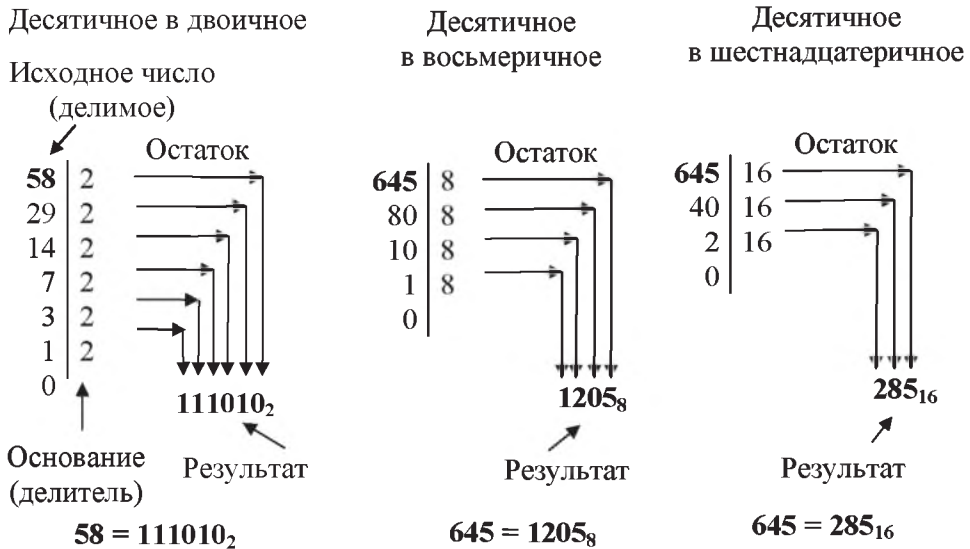 Десятичное в двоичное
Исходное число
(делимое)
Остаток
58 2
29 2
14 2
7 2
3 2
1 2
0
111010₂
Основание
(делитель)
Результат
58 = 111010₂
Десятичное
в восьмеричное
Остаток
645 8
80 8
10 8
1 8
0
1205₈
Результат
645 = 1205₈
Десятичное
в шестнадцатеричное
Остаток
645 16
40 16
2 16
0
285₁₆
Результат
645 = 285₁₆